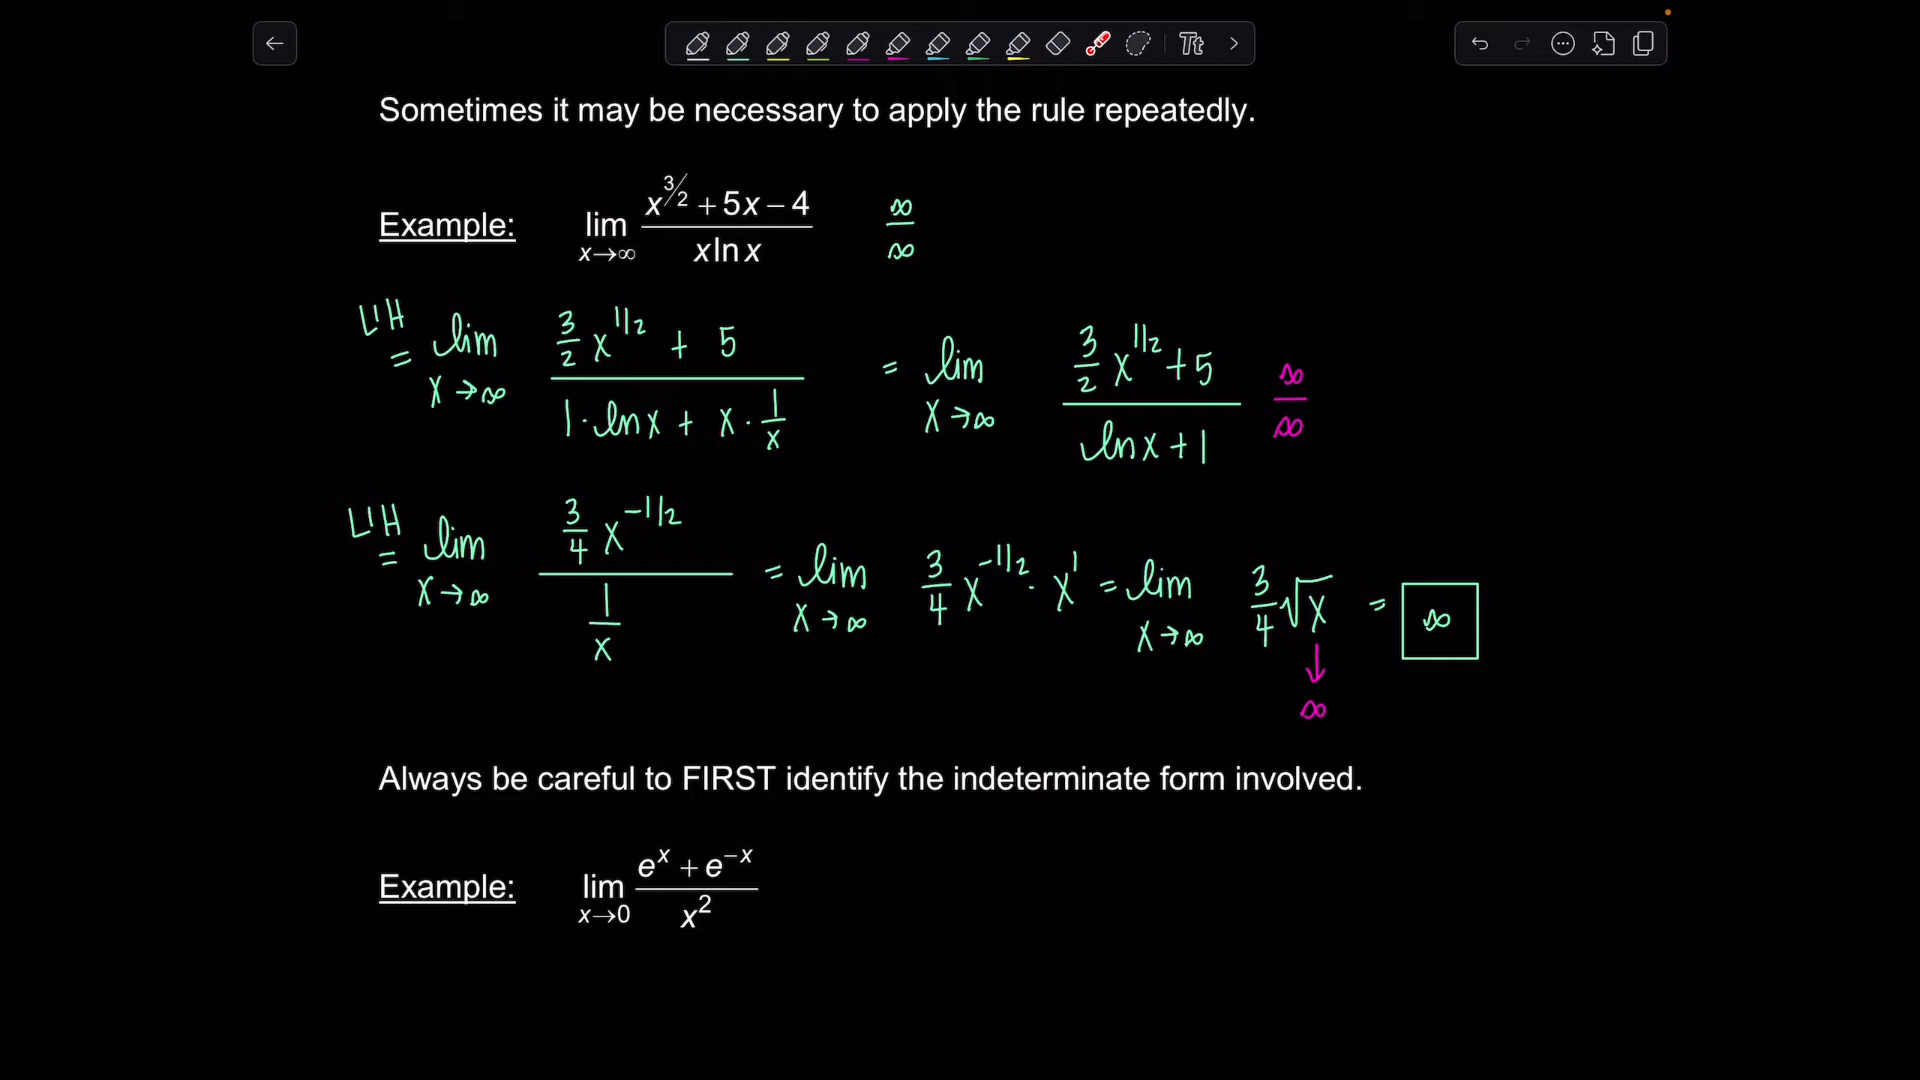 Tt
Sometimes it may be necessary to apply the rule repeatedly.
Example: lim x→∞ (x^(3/2) + 5x − 4)/(x ln x) ∞/∞
L'H = lim x→∞ (3/2 x^(1/2) + 5)/(1·ln x + x·1/x) = lim x→∞ (3/2 x^(1/2) + 5)/(ln x + 1) ∞/∞
L'H = lim x→∞ (3/4 x^(-1/2))/(1/x) = lim x→∞ 3/4 x^(-1/2) · x^1 = lim x→∞ 3/4 √x = ∞
↓
∞
Always be careful to FIRST identify the indeterminate form involved.
Example: lim x→0 (e^x + e^(−x))/x^2